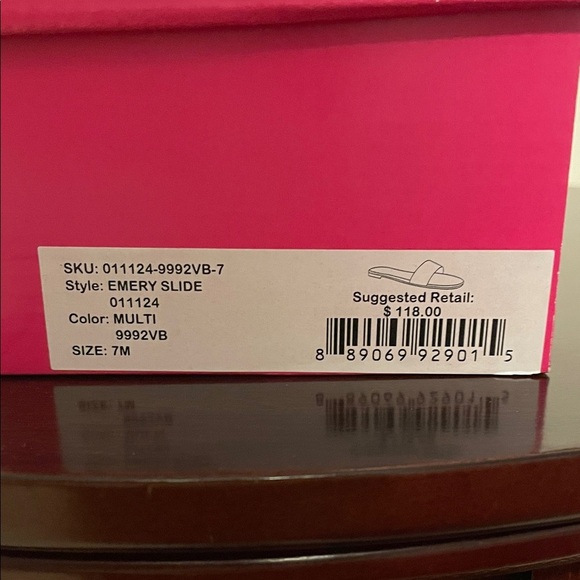 SKU: 011124-9992VB-7
Style: EMERY SLIDE
011124
Color: MULTI
9992VB
SIZE: 7M
Suggested Retail:
$ 118.00
8 89069 92901 5